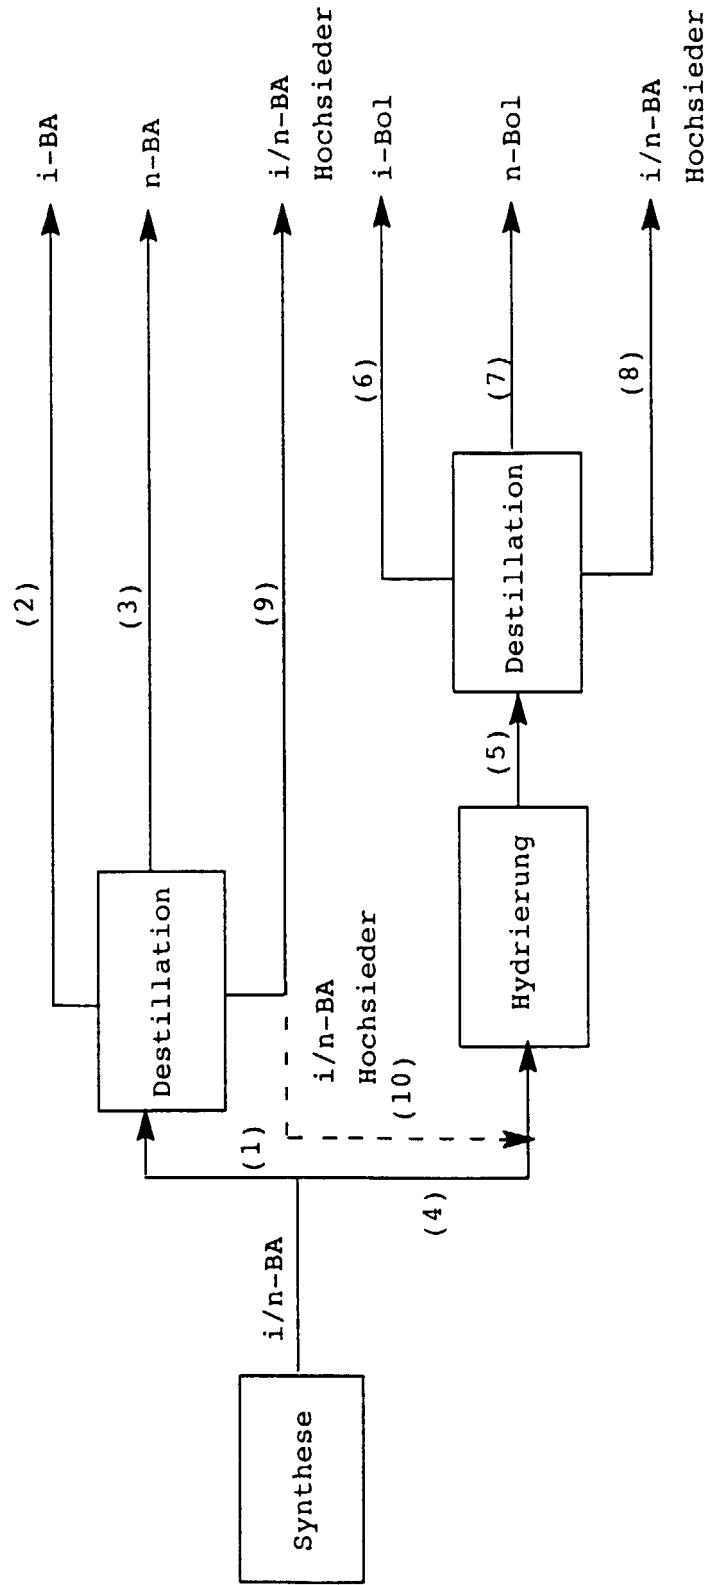 Synthese
i/n-BA
(1)
(4)
Destillation
(2)
i-BA
(3)
n-BA
(9)
i/n-BA
Hochsieder
i/n-BA
Hochsieder
(10)
Hydrierung
(5)
Destillation
(6)
i-Bol
(7)
n-Bol
(8)
i/n-BA
Hochsieder